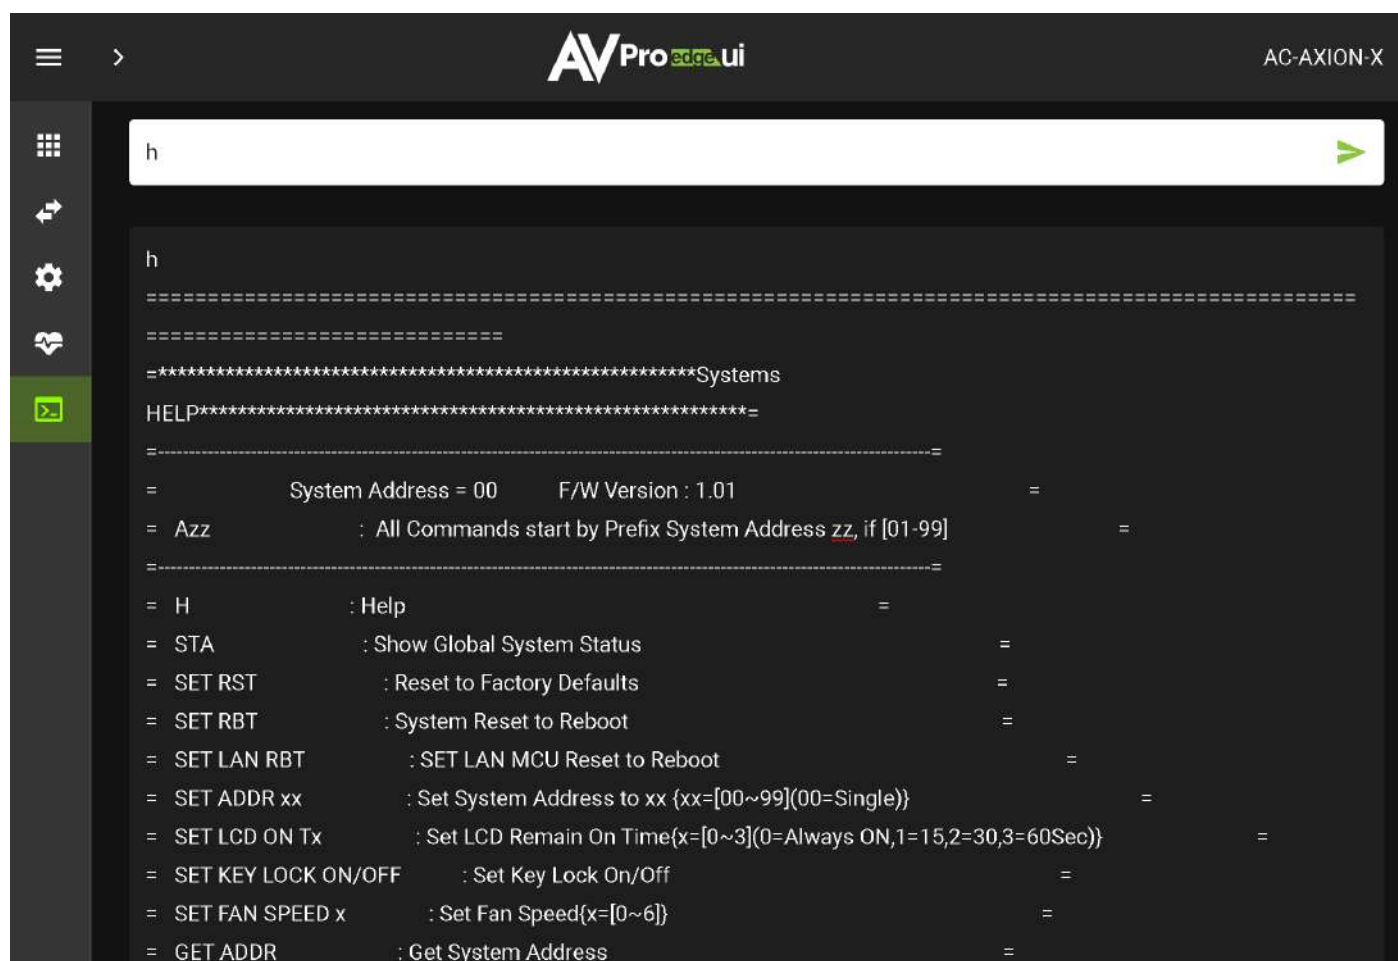 AVPro edge.ui
AC-AXION-X
h
h
====================================================================================================
=============================
=********************************************************Systems
HELP*********************************************************=
=-------------------------------------------------------------------------------------------------------------------------------=
= System Address = 00 F/W Version : 1.01 =
= Azz : All Commands start by Prefix System Address zz, if [01-99] =
=-------------------------------------------------------------------------------------------------------------------------------=
= H : Help =
= STA : Show Global System Status =
= SET RST : Reset to Factory Defaults =
= SET RBT : System Reset to Reboot =
= SET LAN RBT : SET LAN MCU Reset to Reboot =
= SET ADDR xx : Set System Address to xx {xx=[00~99](00=Single)} =
= SET LCD ON Tx : Set LCD Remain On Time{x=[0~3](0=Always ON,1=15,2=30,3=60Sec)} =
= SET KEY LOCK ON/OFF : Set Key Lock On/Off =
= SET FAN SPEED x : Set Fan Speed{x=[0~6]} =
= GET ADDR : Get System Address =